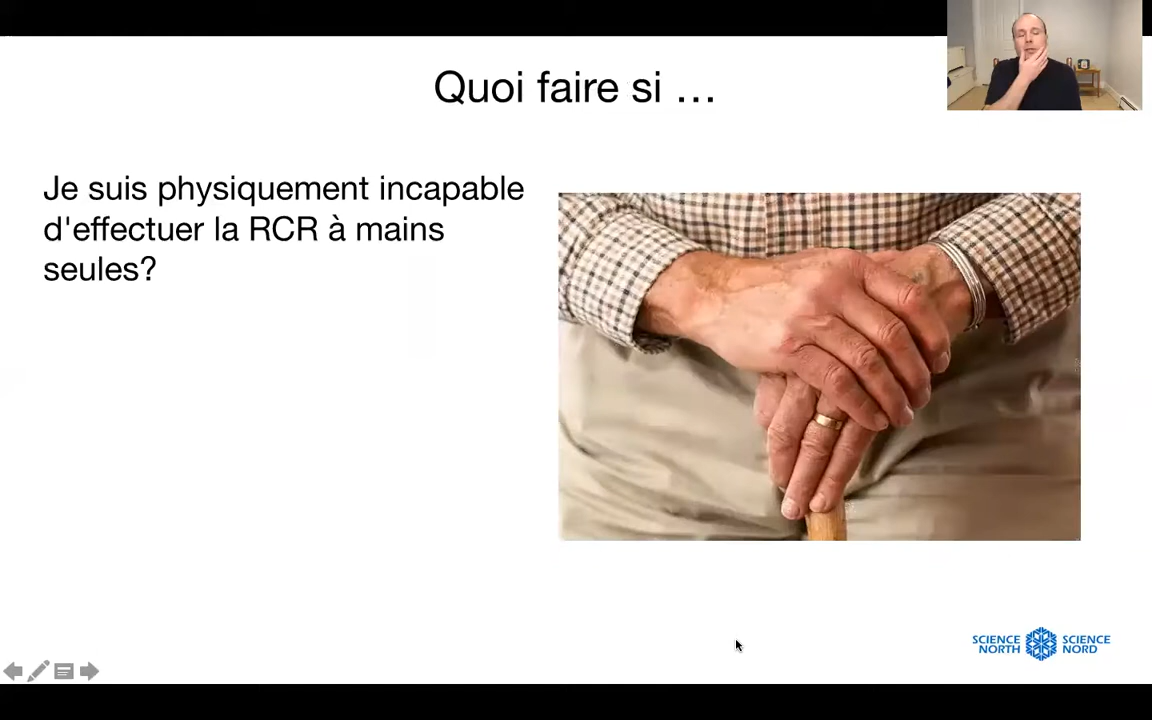 Quoi faire si …
Je suis physiquement incapable
d'effectuer la RCR à mains
seules?
SCIENCE NORTH SCIENCE NORD